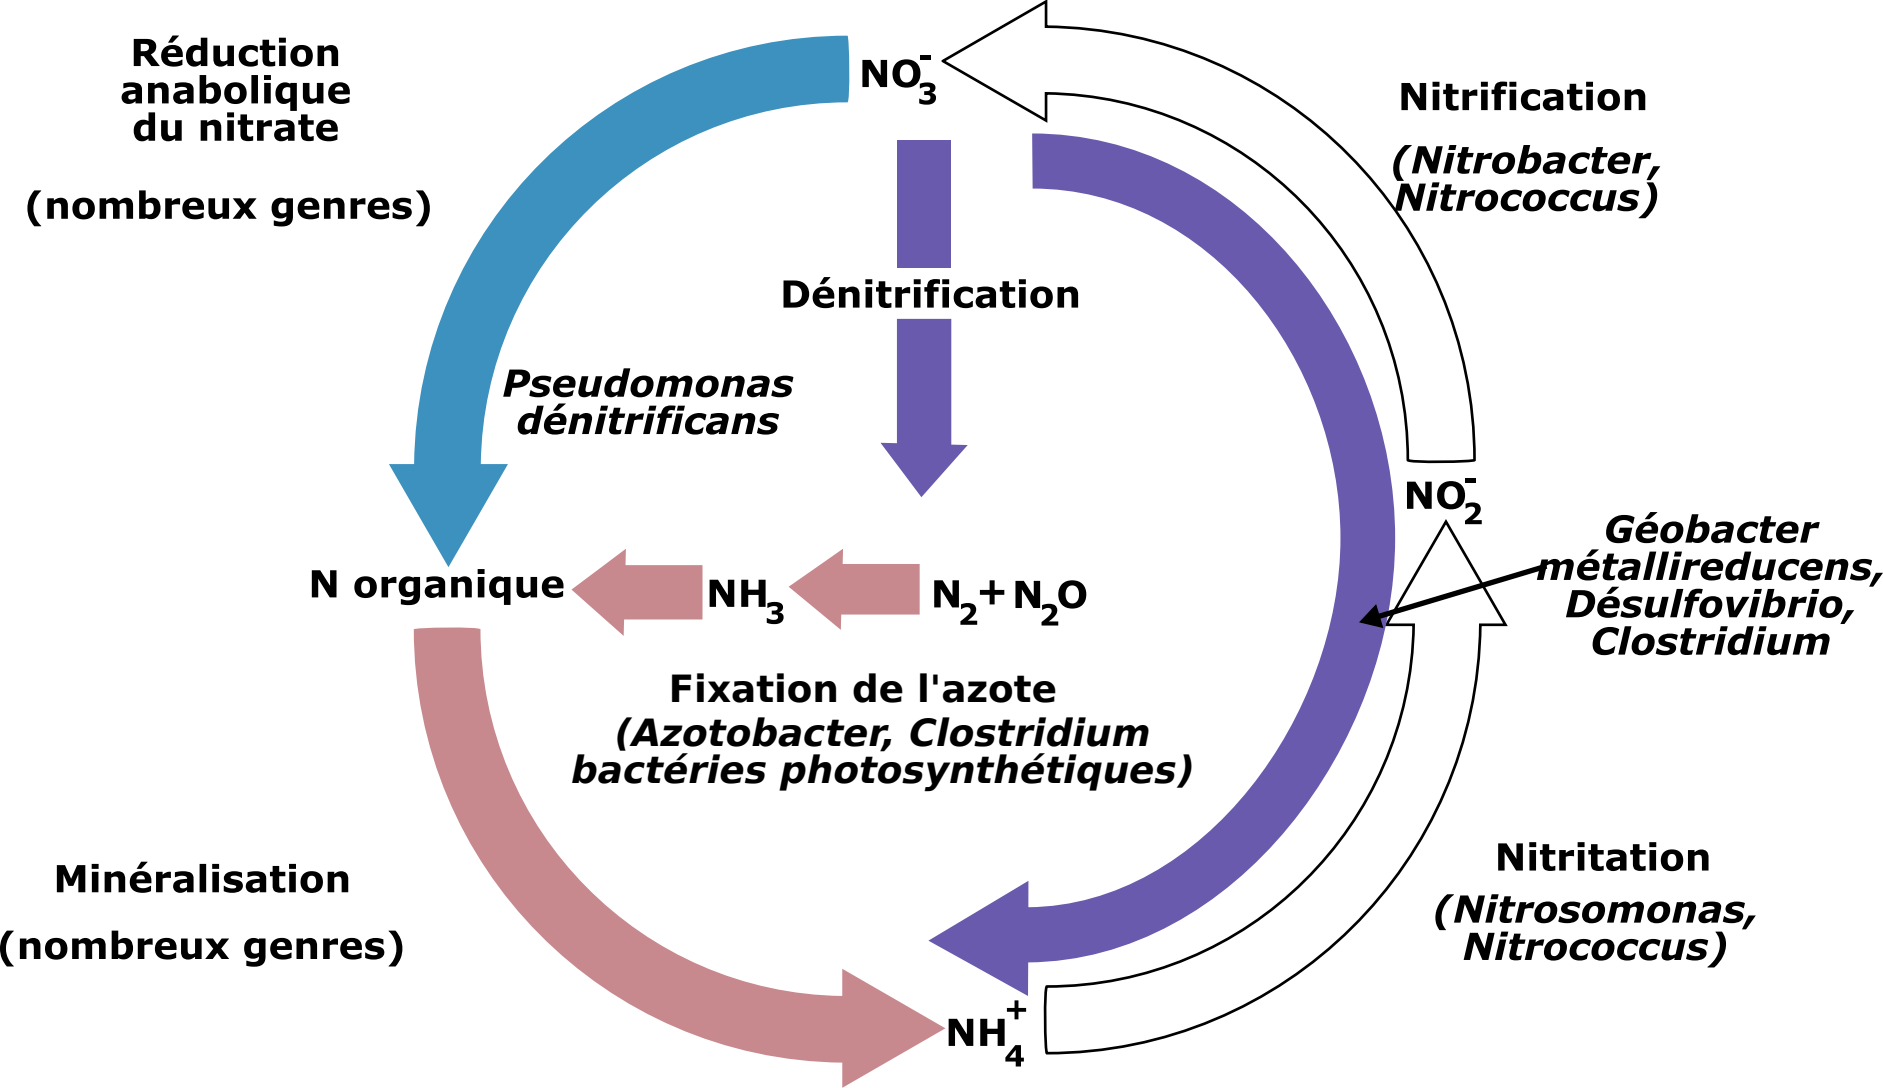 Réduction
anabolique
du nitrate
(nombreux genres)
NO₃⁻
Nitrification
(Nitrobacter,
Nitrococcus)
Dénitrification
Pseudomonas
dénitrificans
NO₂⁻
Géobacter
métallireducens,
Désulfovibrio,
Clostridium
N organique
NH₃
N₂+N₂O
Fixation de l'azote
(Azotobacter, Clostridium
bactéries photosynthétiques)
Minéralisation
(nombreux genres)
Nitritation
(Nitrosomonas,
Nitrococcus)
NH₄⁺